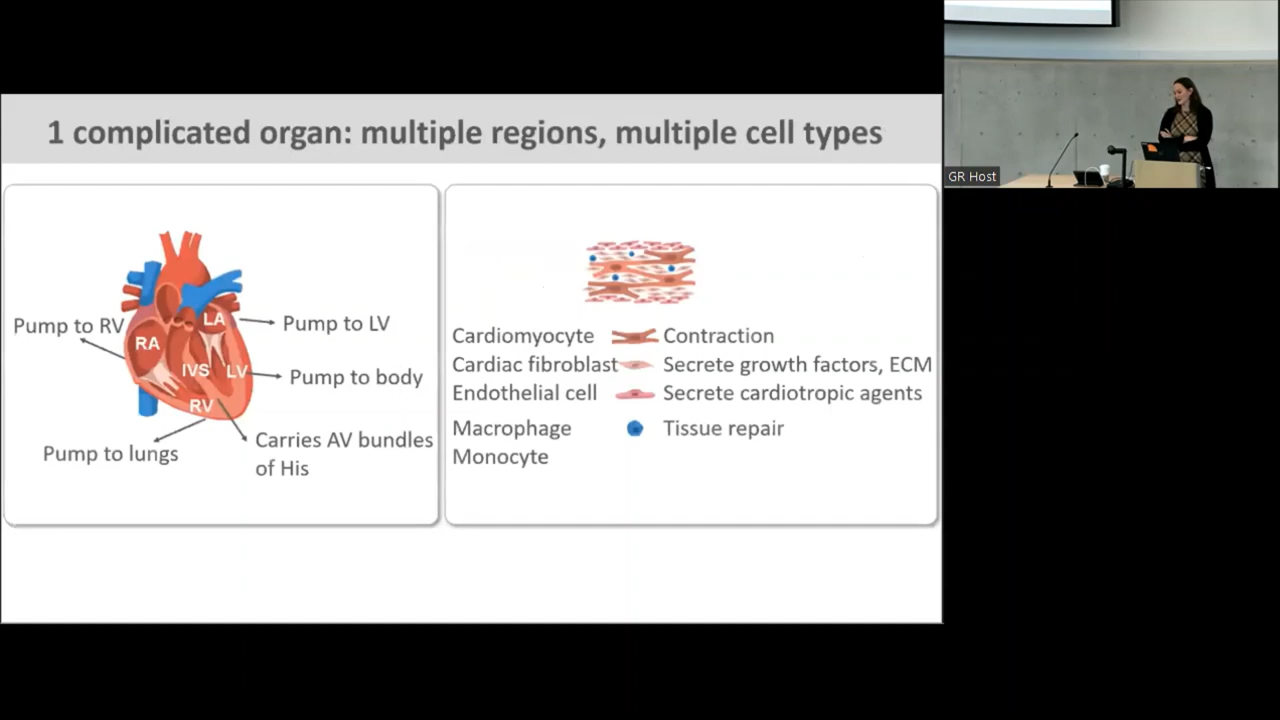 1 complicated organ: multiple regions, multiple cell types
Pump to RV
LA
Pump to LV
RA
IVS
LV
Pump to body
RV
Pump to lungs
Carries AV bundles
of His
Cardiomyocyte
Contraction
Cardiac fibroblast
Secrete growth factors, ECM
Endothelial cell
Secrete cardiotropic agents
Macrophage
Tissue repair
Monocyte
GR Host